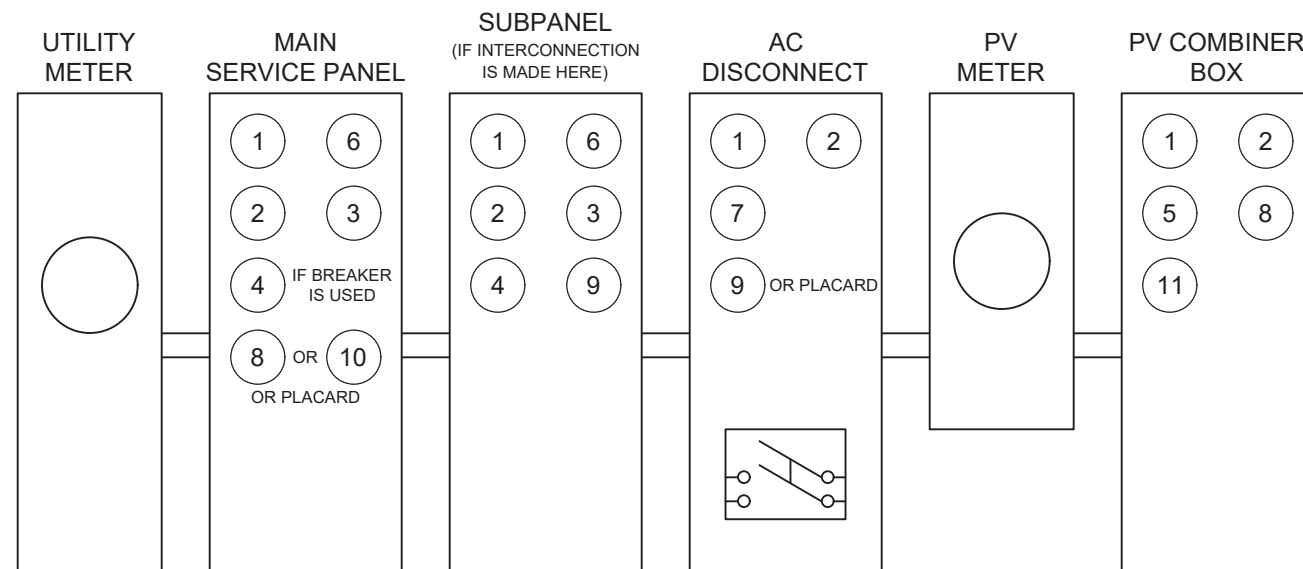 UTILITY
METER
MAIN
SERVICE PANEL
SUBPANEL
(IF INTERCONNECTION
IS MADE HERE)
AC
DISCONNECT
PV
METER
PV COMBINER
BOX
1 6
2 3
4 IF BREAKER
IS USED
8 OR 10
OR PLACARD
1 6
2 3
4 9
1 2
7
9 OR PLACARD
1 2
5 8
11